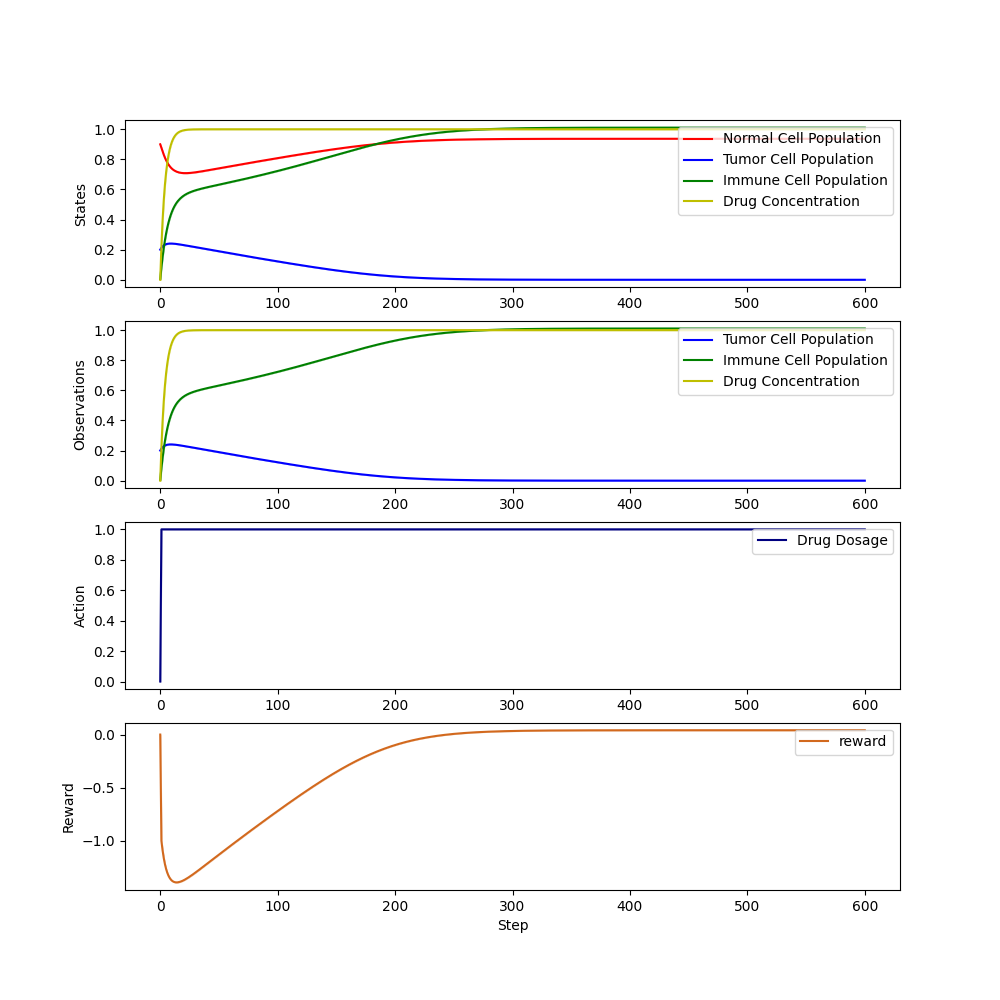 States
1.0
0.8
0.6
0.4
0.2
0.0
Normal Cell Population
Tumor Cell Population
Immune Cell Population
Drug Concentration
0 100 200 300 400 500 600
Observations
1.0
0.8
0.6
0.4
0.2
0.0
Tumor Cell Population
Immune Cell Population
Drug Concentration
0 100 200 300 400 500 600
Action
1.0
0.8
0.6
0.4
0.2
0.0
Drug Dosage
0 100 200 300 400 500 600
Reward
0.0
−0.5
−1.0
reward
0 100 200 300 400 500 600
Step